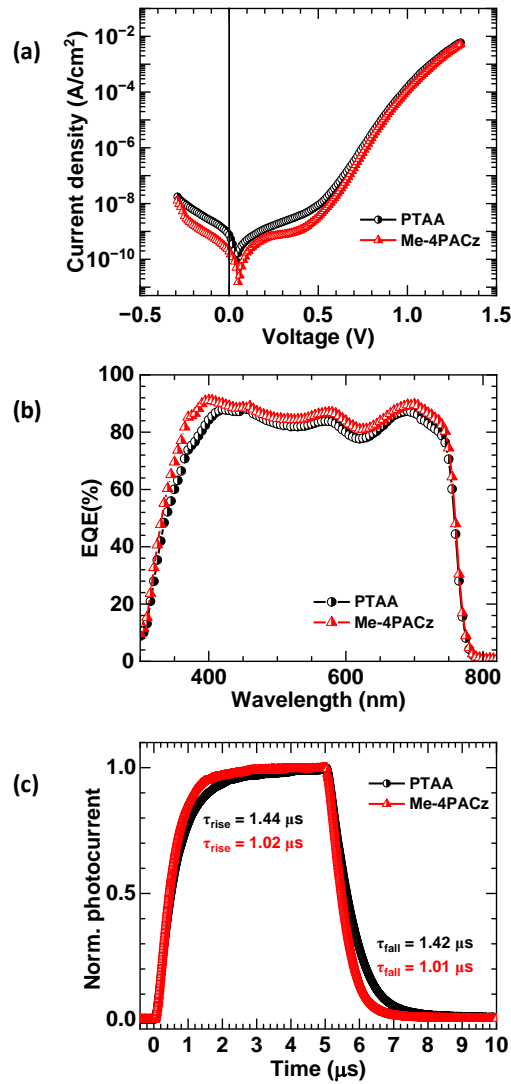 (a)
Current density (A/cm²)
10⁻²
10⁻⁴
10⁻⁶
10⁻⁸
10⁻¹⁰
PTAA
Me-4PACz
−0.5 0.0 0.5 1.0 1.5
Voltage (V)
(b)
EQE(%)
100
80
60
40
20
0
PTAA
Me-4PACz
400 600 800
Wavelength (nm)
(c)
Norm. photocurrent
1.0
0.5
0.0
PTAA
Me-4PACz
τrise = 1.44 μs
τrise = 1.02 μs
τfall = 1.42 μs
τfall = 1.01 μs
0 1 2 3 4 5 6 7 8 9 10
Time (μs)